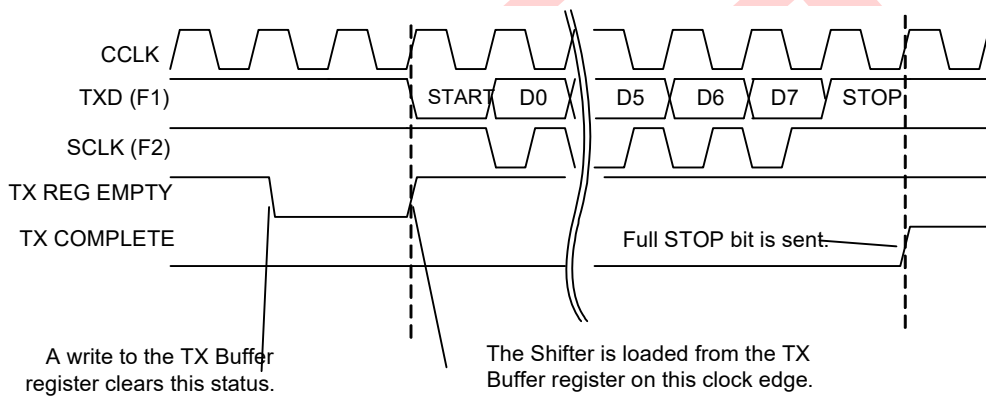 CCLK
TXD (F1)
START D0 D5 D6 D7 STOP
SCLK (F2)
TX REG EMPTY
TX COMPLETE
Full STOP bit is sent.
A write to the TX Buffer
register clears this status.
The Shifter is loaded from the TX
Buffer register on this clock edge.